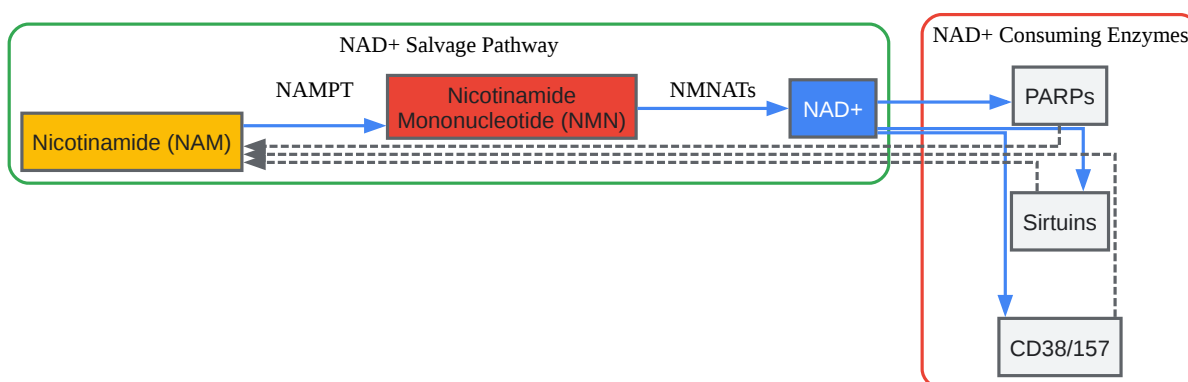 NAD+ Salvage Pathway
NAD+ Consuming Enzymes
NAMPT
Nicotinamide
Mononucleotide (NMN)
NMNATs
NAD+
PARPs
Nicotinamide (NAM)
Sirtuins
CD38/157